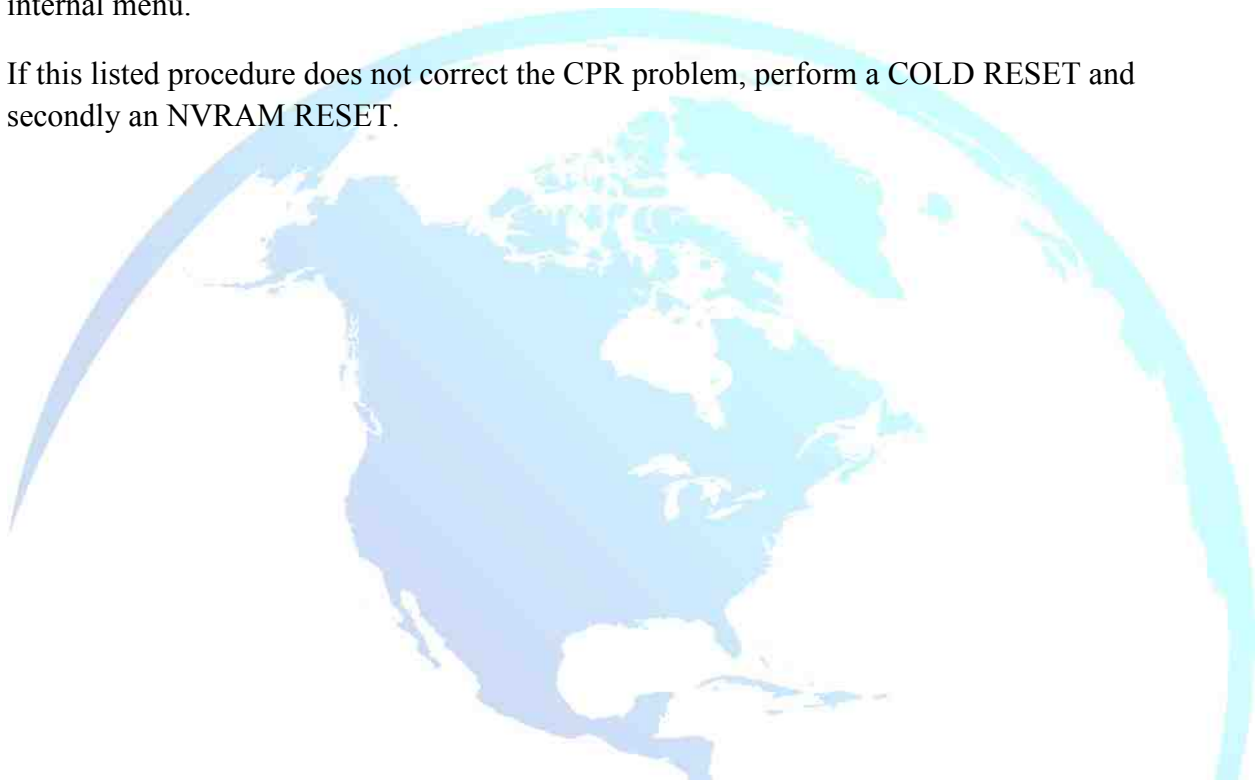 internal menu.
If this listed procedure does not correct the CPR problem, perform a COLD RESET and
secondly an NVRAM RESET.